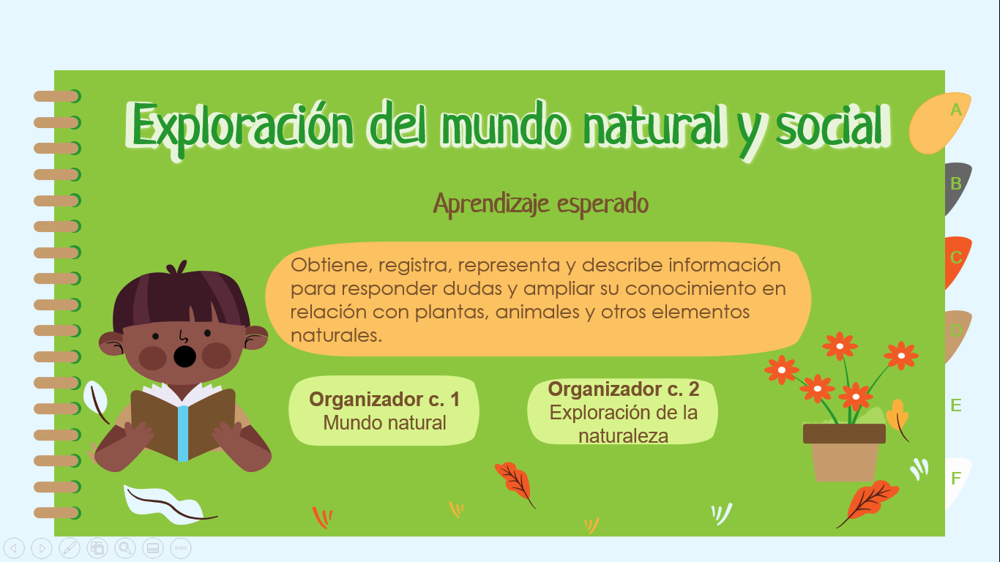 Exploración del mundo natural y social
Aprendizaje esperado
Obtiene, registra, representa y describe información
para responder dudas y ampliar su conocimiento en
relación con plantas, animales y otros elementos
naturales.
Organizador c. 1
Mundo natural
Organizador c. 2
Exploración de la
naturaleza
A
B
C
D
E
F